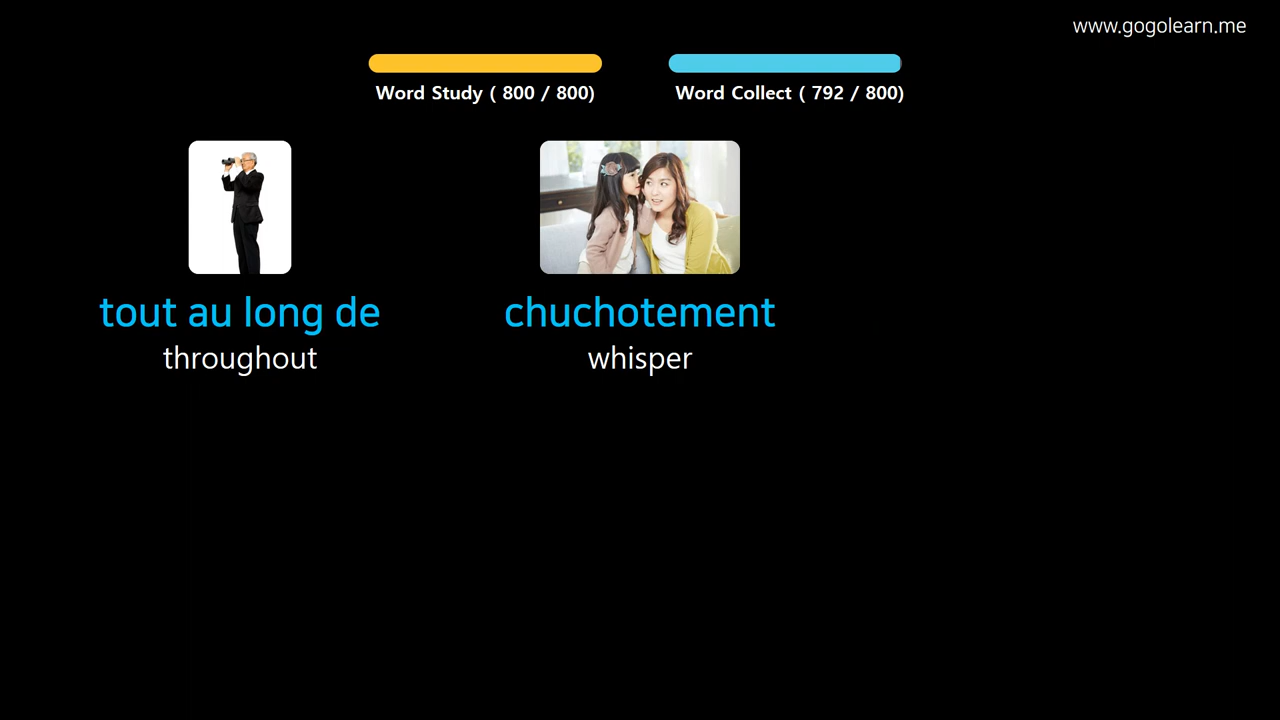 www.gogolearn.me
Word Study ( 800 / 800)
Word Collect ( 792 / 800)
tout au long de
throughout
chuchotement
whisper